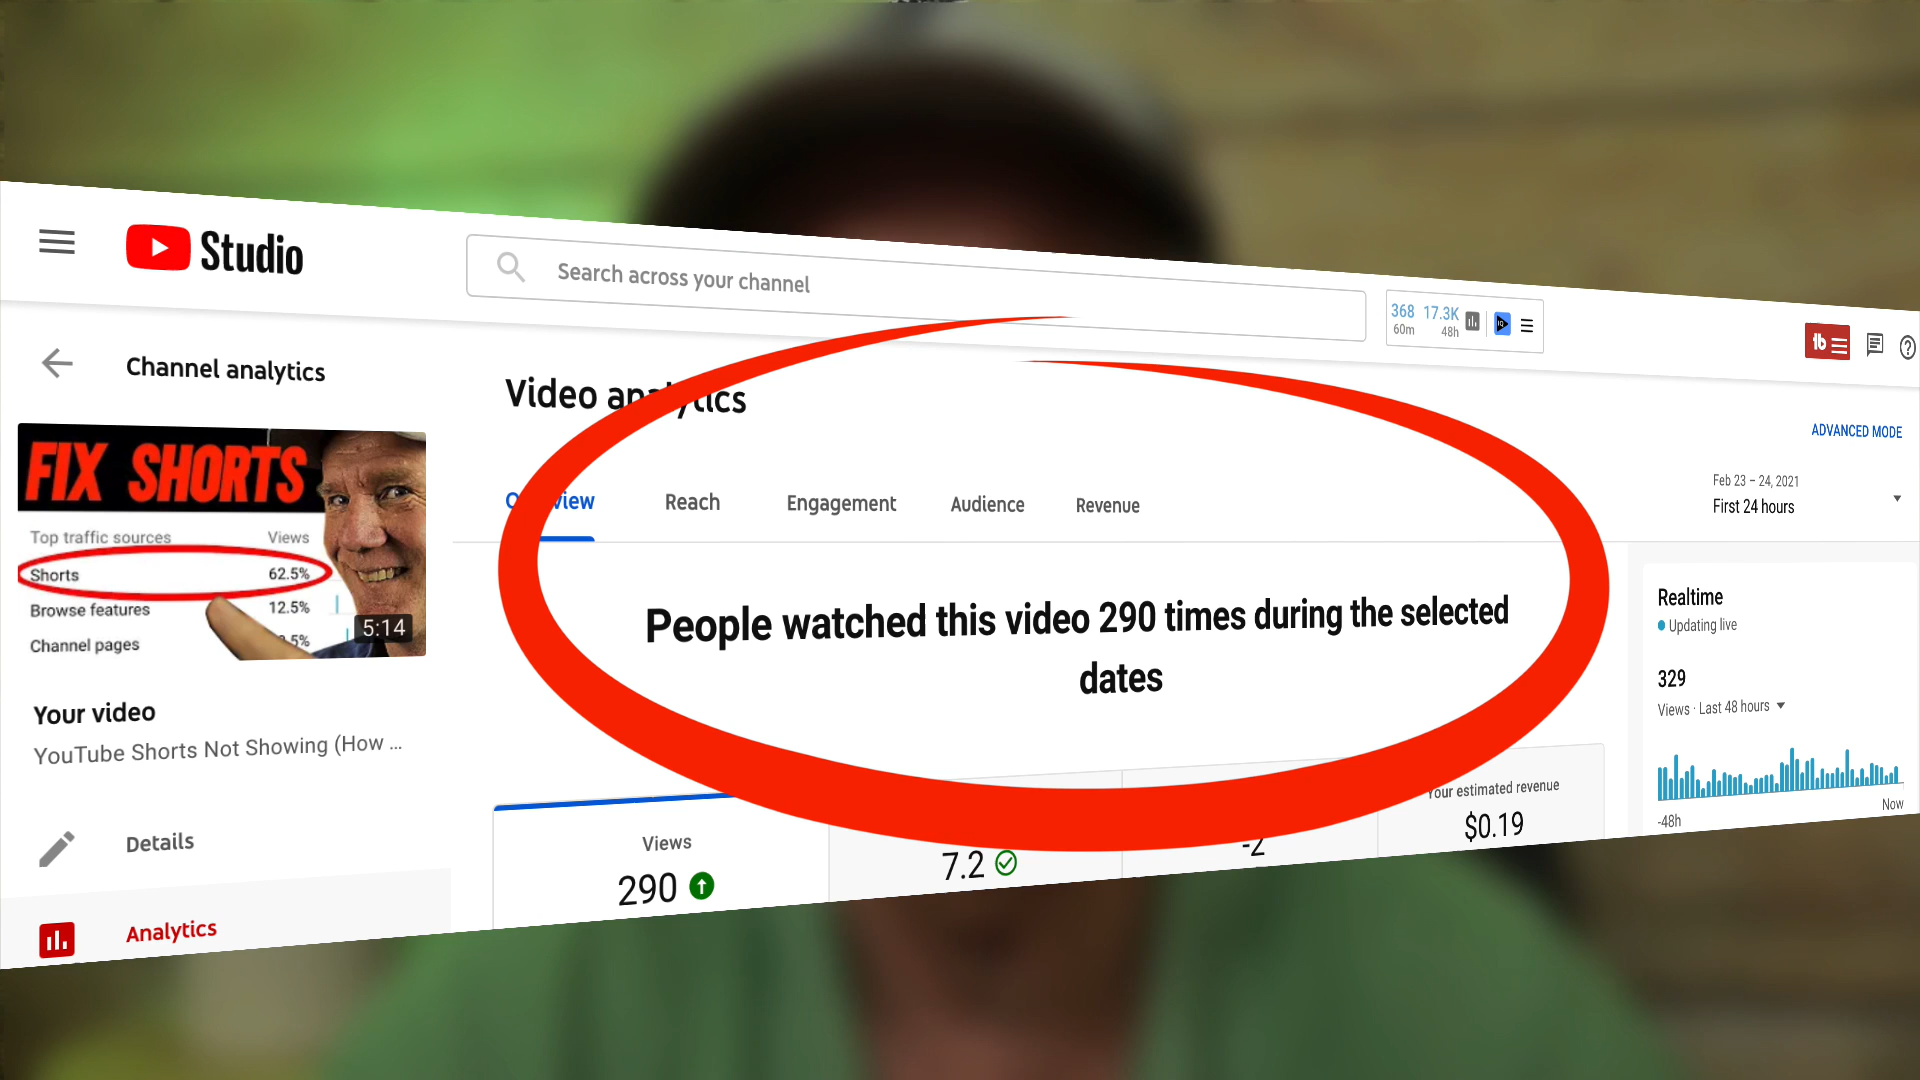 Studio
Search across your channel
368 17.3K
60m 48h
Channel analytics
Video analytics
ADVANCED MODE
FIX SHORTS
Top traffic sources Views
Shorts 62.5%
Browse features 12.5%
Channel pages
5:14
Reach Engagement Audience Revenue
Feb 23 – 24, 2021
First 24 hours
People watched this video 290 times during the selected
dates
Realtime
Updating live
329
Views · Last 48 hours
Now
-48h
Your video
YouTube Shorts Not Showing (How ...
Details
Analytics
Views
290
7.2
-2
Your estimated revenue
$0.19